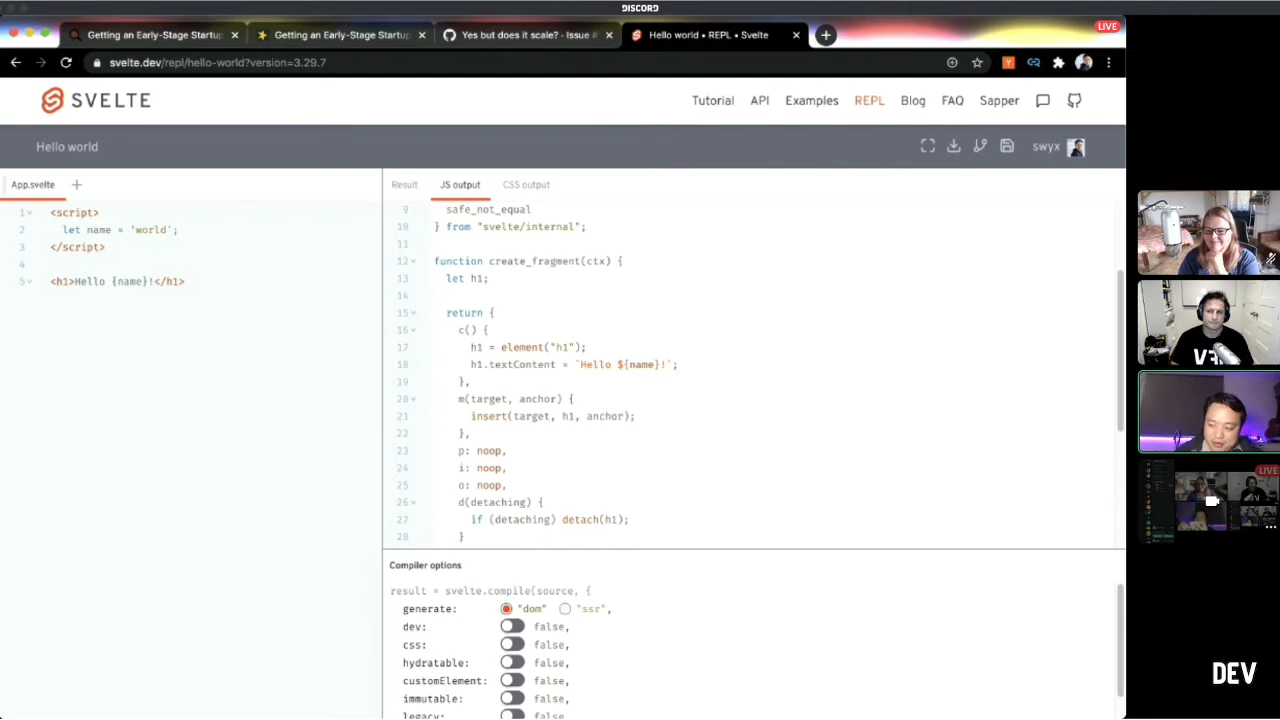 DISCORD
Getting an Early-Stage Startup
Getting an Early-Stage Startup
Yes but does it scale? - Issue #
Hello world • REPL • Svelte
LIVE
svelte.dev/repl/hello-world?version=3.29.7
SVELTE
Tutorial API Examples REPL Blog FAQ Sapper
Hello world
swyx
App.svelte
1 <script>
2 let name = 'world';
3 </script>
4
5 <h1>Hello {name}!</h1>
Result JS output CSS output
9 safe_not_equal
10 } from "svelte/internal";
11
12 function create_fragment(ctx) {
13 let h1;
14
15 return {
16 c() {
17 h1 = element("h1");
18 h1.textContent = `Hello ${name}!`;
19 },
20 m(target, anchor) {
21 insert(target, h1, anchor);
22 },
23 p: noop,
24 i: noop,
25 o: noop,
26 d(detaching) {
27 if (detaching) detach(h1);
28 }
Compiler options
result = svelte.compile(source, {
generate: "dom" "ssr",
dev: false,
css: false,
hydratable: false,
customElement: false,
immutable: false,
legacy: false
LIVE
DEV